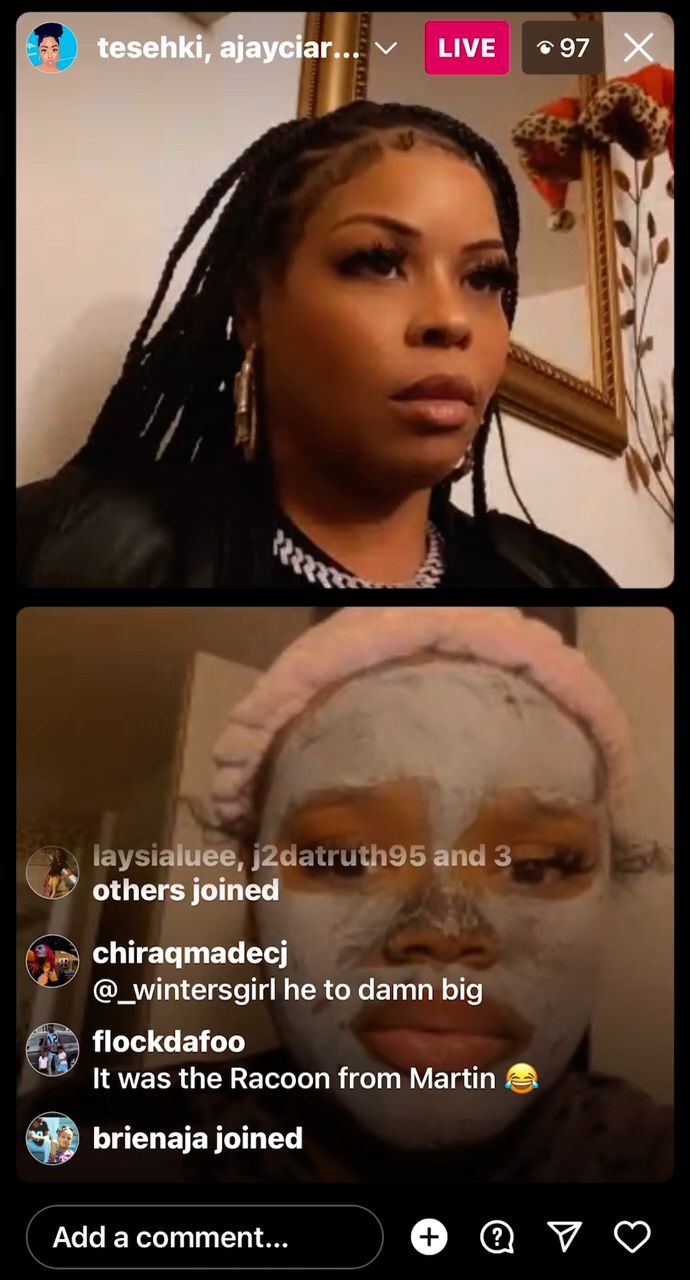 tesehki, ajayciar...
LIVE
97
laysialuee, j2datruth95 and 3
others joined
chiraqmadecj
@_wintersgirl he to damn big
flockdafoo
It was the Racoon from Martin 😂
brienaja joined
Add a comment...